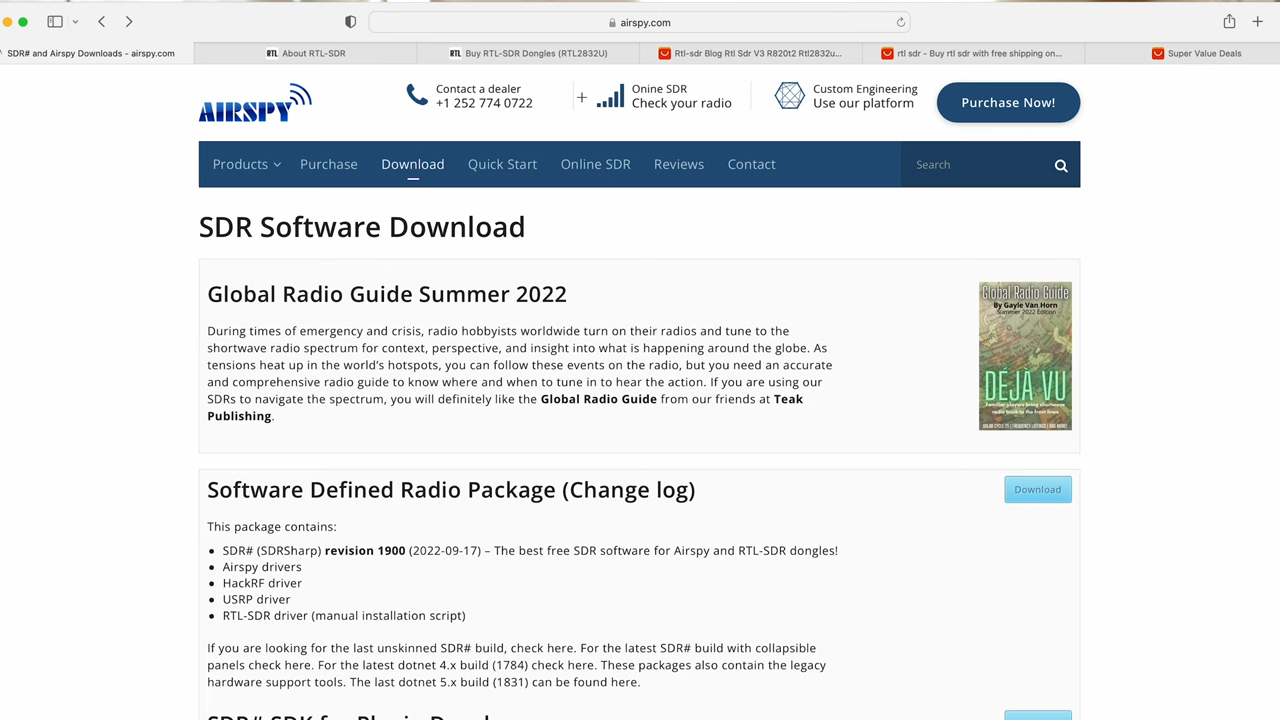 airspy.com
SDR# and Airspy Downloads - airspy.com
RTL About RTL-SDR
RTL Buy RTL-SDR Dongles (RTL2832U)
Rtl-sdr Blog Rtl Sdr V3 R820t2 Rtl2832u...
rtl sdr - Buy rtl sdr with free shipping on...
Super Value Deals
AIRSPY
Contact a dealer
+1 252 774 0722
Onine SDR
Check your radio
Custom Engineering
Use our platform
Purchase Now!
Products Purchase Download Quick Start Online SDR Reviews Contact Search
SDR Software Download
Global Radio Guide Summer 2022
During times of emergency and crisis, radio hobbyists worldwide turn on their radios and tune to the
shortwave radio spectrum for context, perspective, and insight into what is happening around the globe. As
tensions heat up in the world's hotspots, you can follow these events on the radio, but you need an accurate
and comprehensive radio guide to know where and when to tune in to hear the action. If you are using our
SDRs to navigate the spectrum, you will definitely like the Global Radio Guide from our friends at Teak
Publishing.
Global Radio Guide
By Gayle Van Horn
Summer 2022 Edition
DÉJÀ VU
Software Defined Radio Package (Change log)
Download
This package contains:
SDR# (SDRSharp) revision 1900 (2022-09-17) – The best free SDR software for Airspy and RTL-SDR dongles!
Airspy drivers
HackRF driver
USRP driver
RTL-SDR driver (manual installation script)
If you are looking for the last unskinned SDR# build, check here. For the latest SDR# build with collapsible
panels check here. For the latest dotnet 4.x build (1784) check here. These packages also contain the legacy
hardware support tools. The last dotnet 5.x build (1831) can be found here.